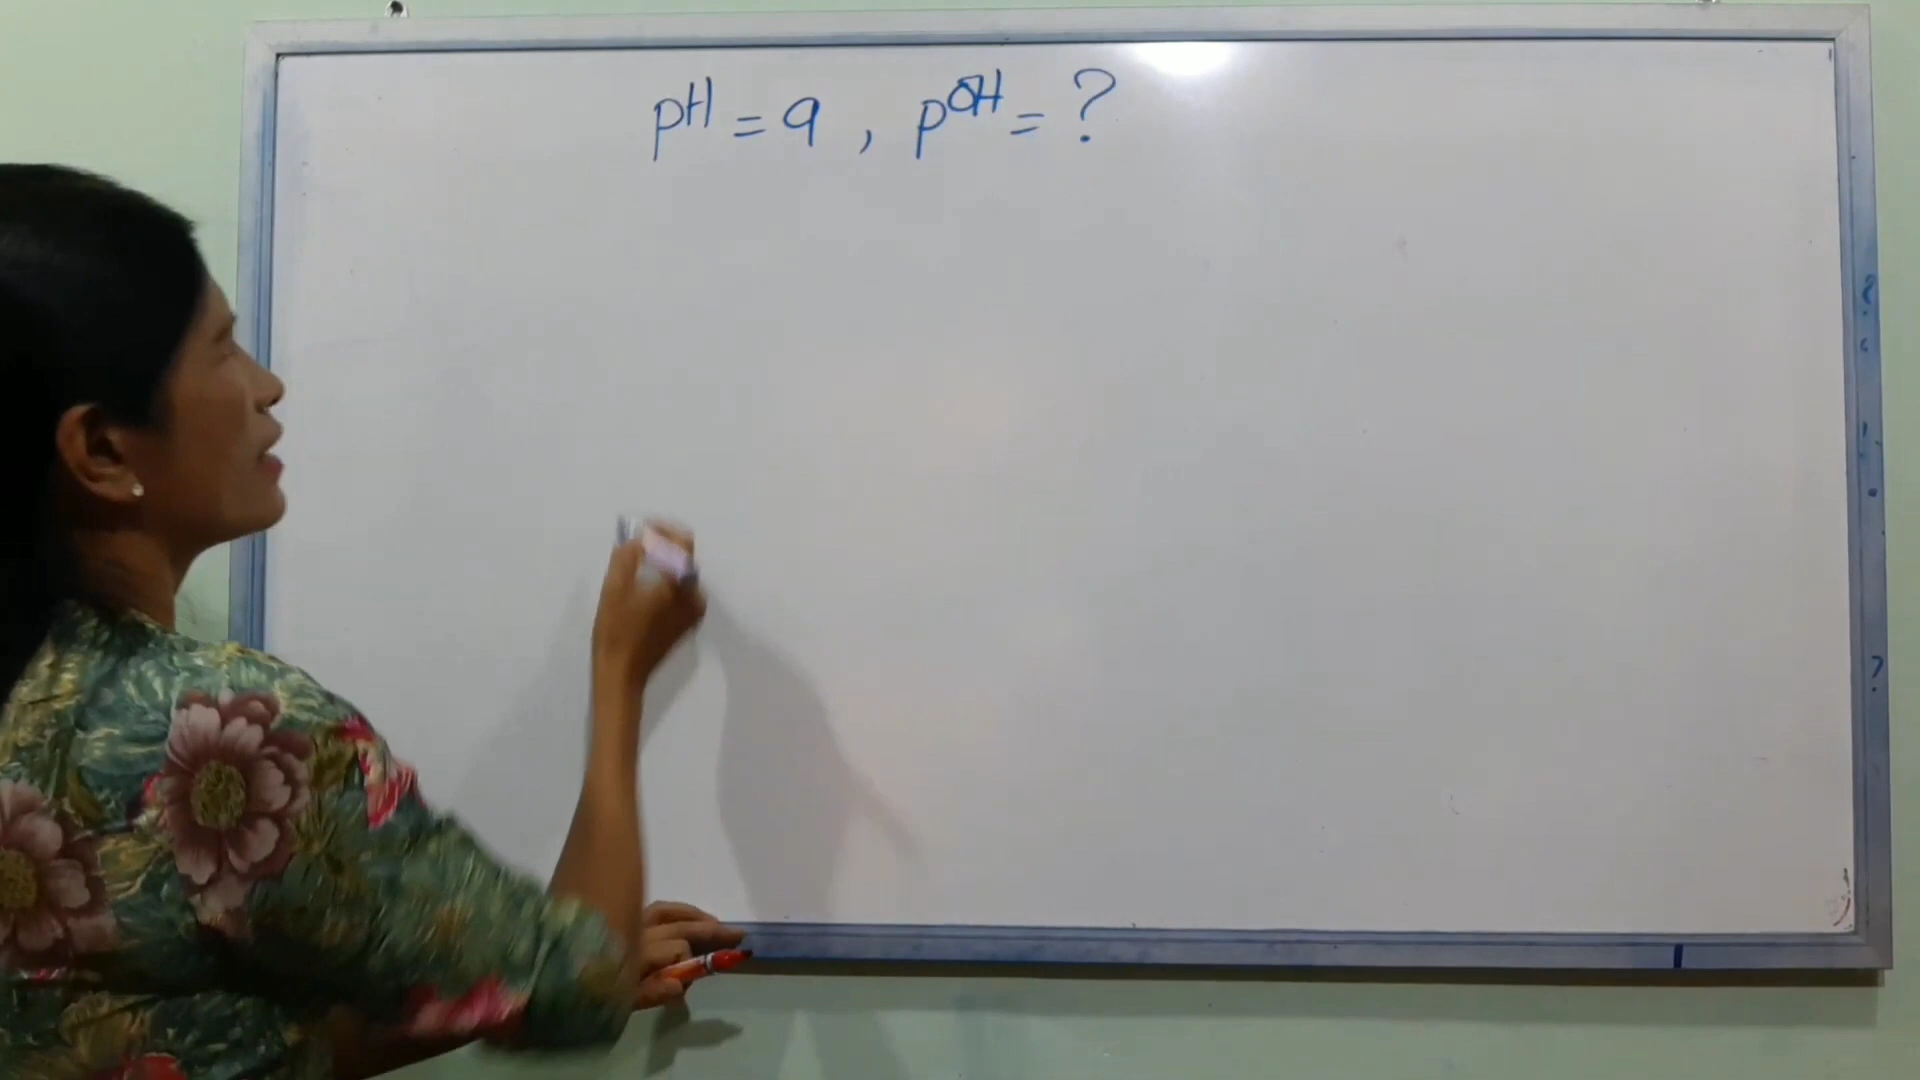 pH = 9 , pOH = ?